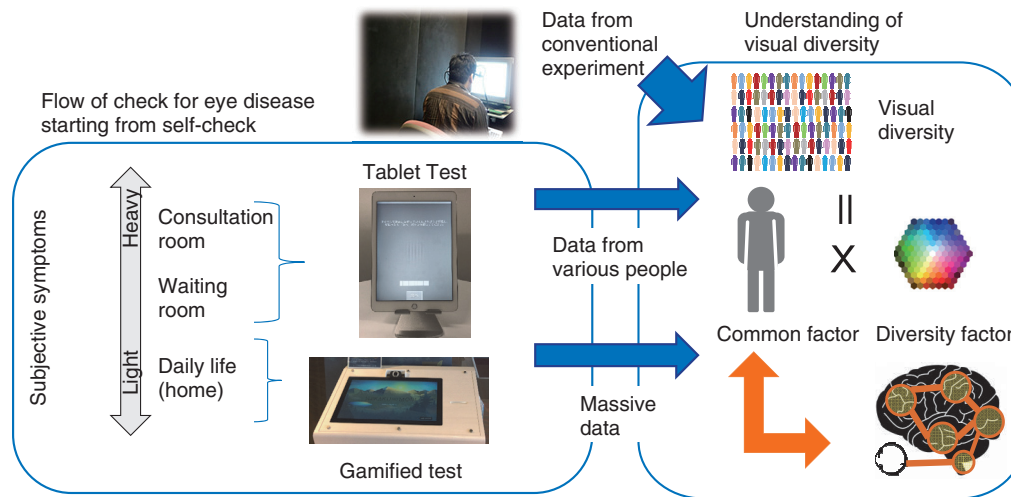 Data from
conventional
experiment
Understanding of
visual diversity
Flow of check for eye disease
starting from self-check
Visual
diversity
Subjective symptoms
Heavy
Light
Consultation
room
Waiting
room
Daily life
(home)
Tablet Test
Gamified test
Data from
various people
Massive
data
=
X
Common factor
Diversity factor